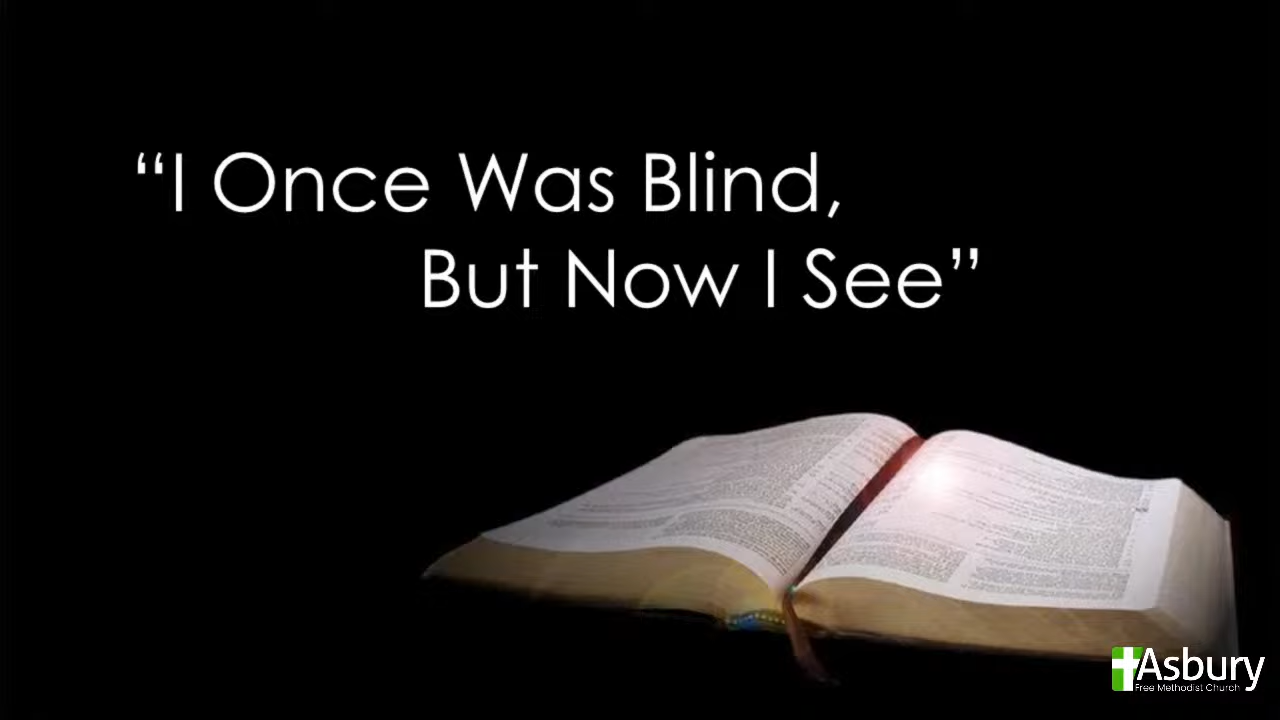 “I Once Was Blind,
But Now I See”
Asbury
Free Methodist Church